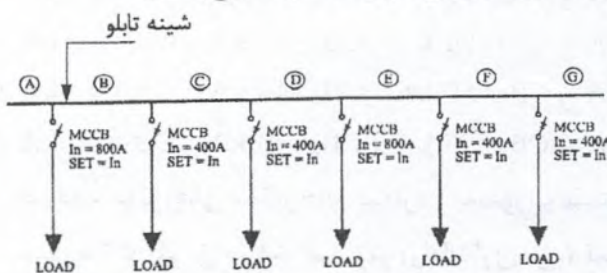 شینه تابلو
A B C D E F G
MCCB
In = 800A
SET = In
MCCB
In = 400A
SET = In
MCCB
In = 400A
SET = In
MCCB
In = 800A
SET = In
MCCB
In = 400A
SET = In
MCCB
In = 400A
SET = In
LOAD LOAD LOAD LOAD LOAD LOAD